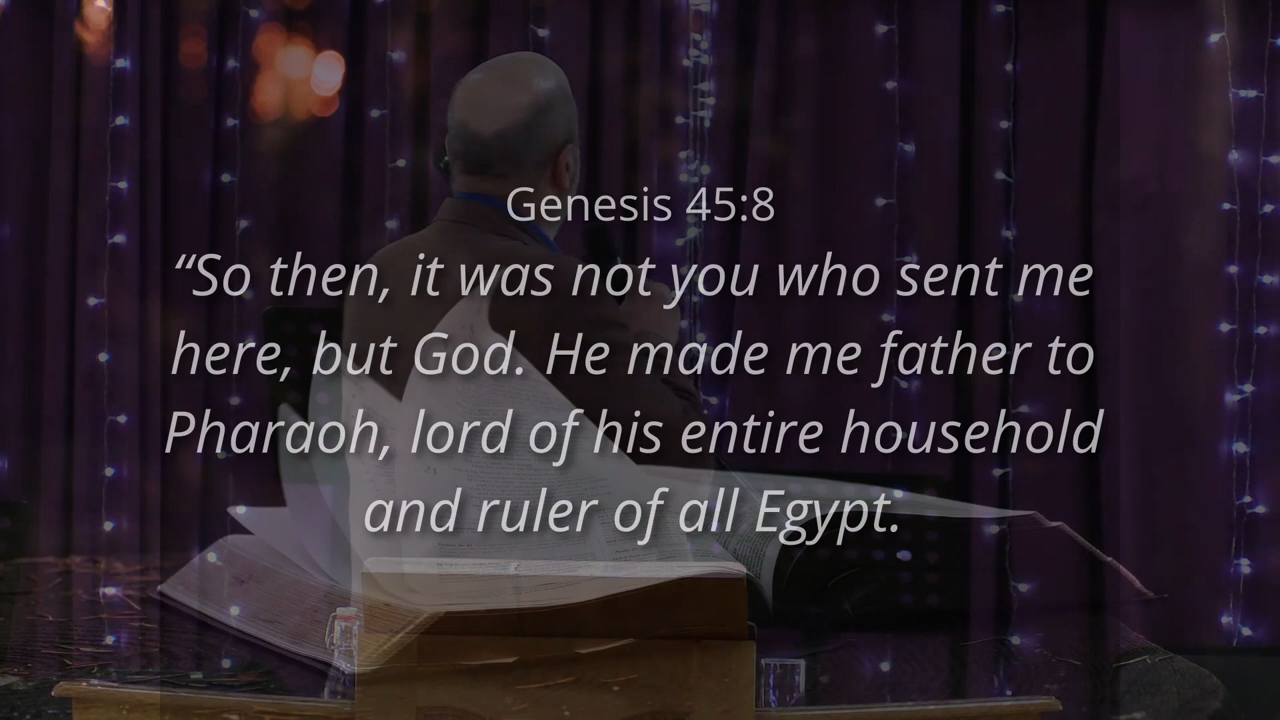 Genesis 45:8
“So then, it was not you who sent me
here, but God. He made me father to
Pharaoh, lord of his entire household
and ruler of all Egypt.